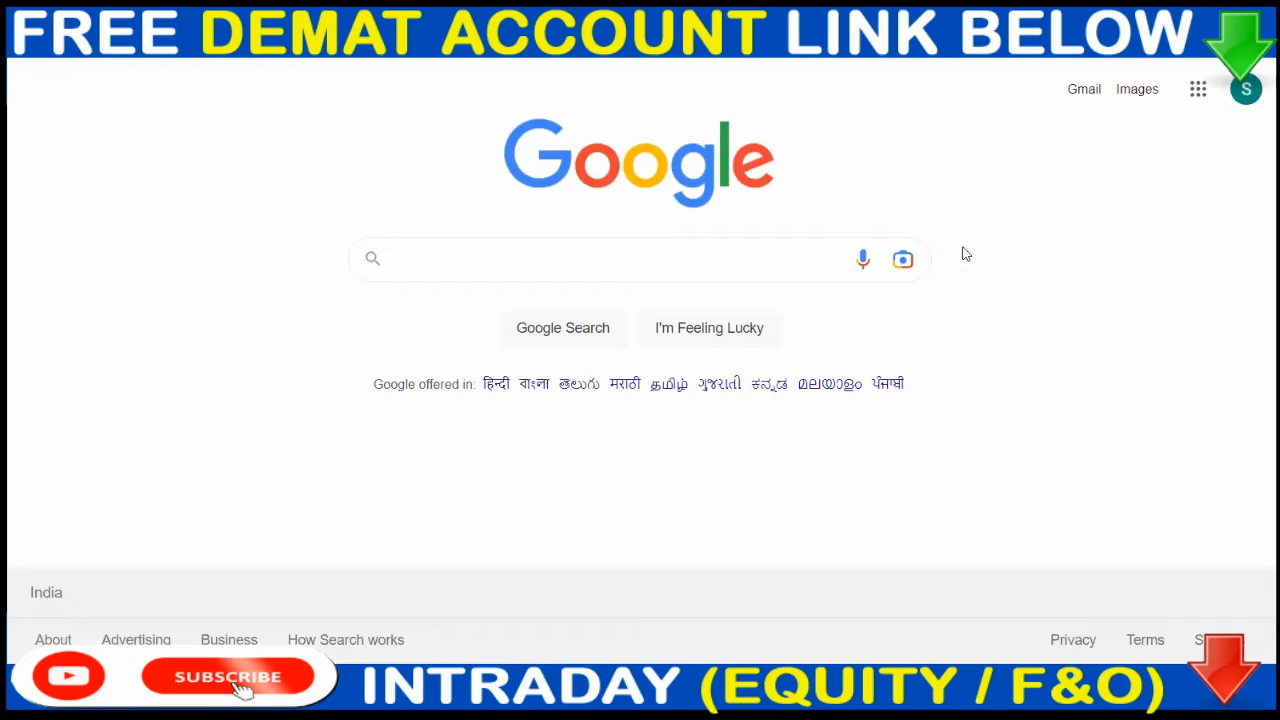 FREE DEMAT ACCOUNT LINK BELOW
Gmail Images S
Google
Google Search I'm Feeling Lucky
Google offered in: हिन्दी বাংলা తెలుగు मराठी தமிழ் ગુજરાતી ಕನ್ನಡ മലയാളം ਪੰਜਾਬੀ
India
About Advertising Business How Search works Privacy Terms
SUBSCRIBE
INTRADAY (EQUITY / F&O)